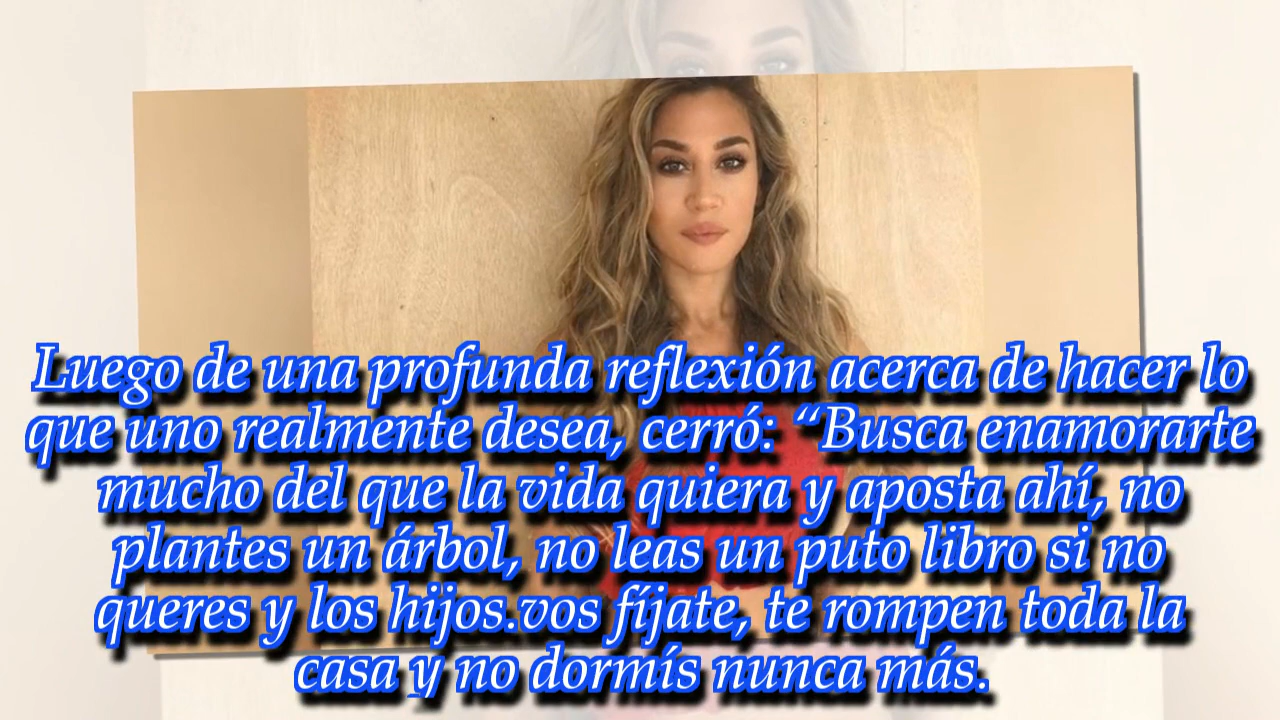 Luego de una profunda reflexión acerca de hacer lo
que uno realmente desea, cerró: “Busca enamorarte
mucho del que la vida quiera y aposta ahí, no
plantes un árbol, no leas un puto libro si no
queres y los hijos.vos fíjate, te rompen toda la
casa y no dormís nunca más.